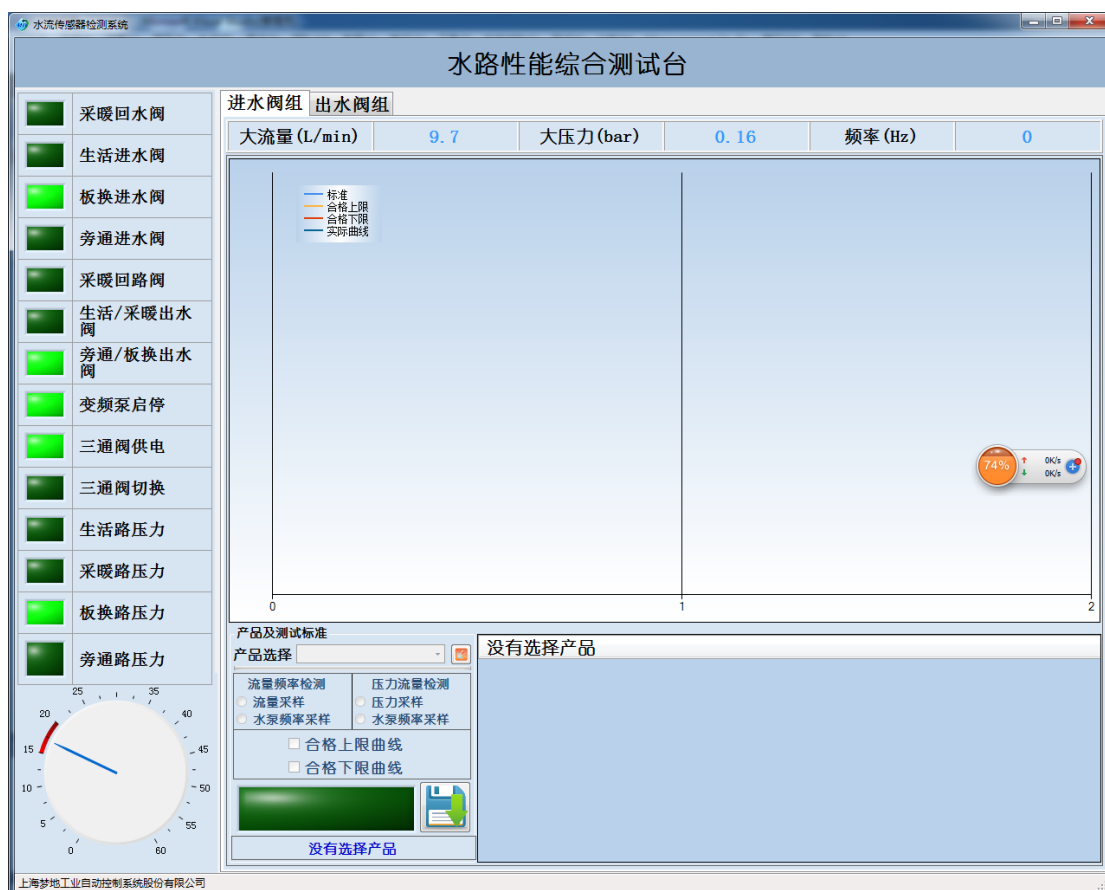 水流传感器检测系统
水路性能综合测试台
采暖回水阀
生活进水阀
板换进水阀
旁通进水阀
采暖回路阀
生活/采暖出水
阀
旁通/板换出水
阀
变频泵启停
三通阀供电
三通阀切换
生活路压力
采暖路压力
板换路压力
旁通路压力
0
5
10
15
20
25
35
40
45
50
55
60
进水阀组 出水阀组
大流量(L/min) 9.7 大压力(bar) 0.16 频率(Hz) 0
标准
合格上限
合格下限
实际曲线
74% 0K/s
0K/s
0 1 2
产品及测试标准
产品选择
流量频率检测
流量采样
水泵频率采样
压力流量检测
压力采样
水泵频率采样
合格上限曲线
合格下限曲线
没有选择产品
没有选择产品
上海梦地工业自动控制系统股份有限公司